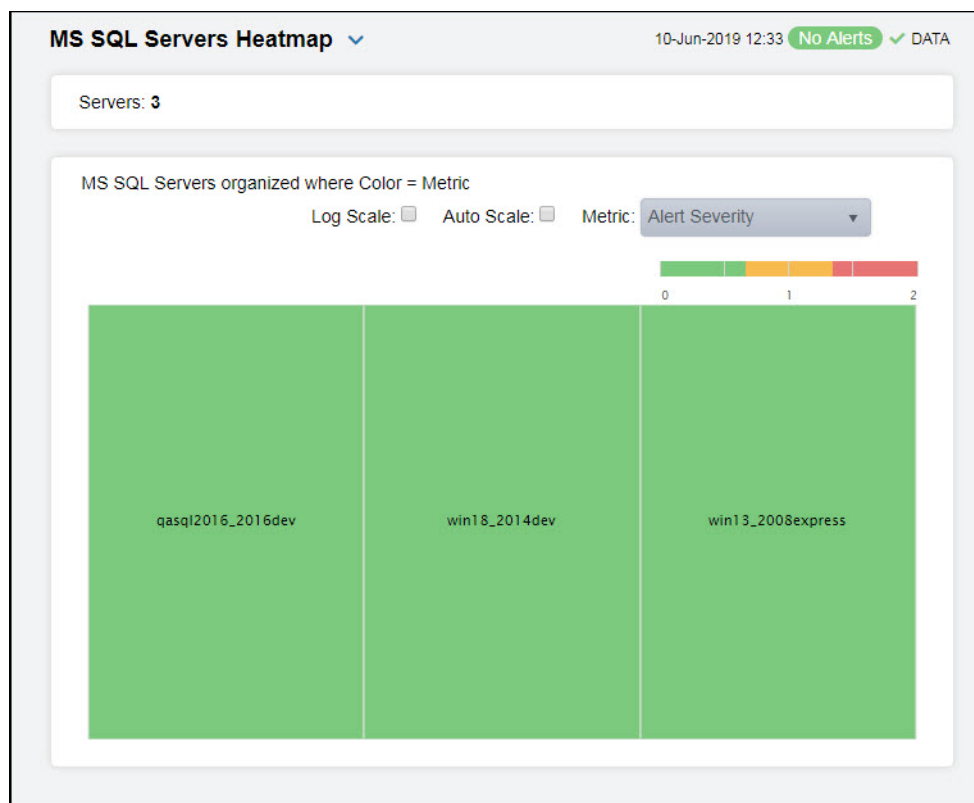 MS SQL Servers Heatmap
10-Jun-2019 12:33 No Alerts DATA
Servers: 3
MS SQL Servers organized where Color = Metric
Log Scale: Auto Scale: Metric: Alert Severity
0 1 2
qasql2016_2016dev win18_2014dev win13_2008express